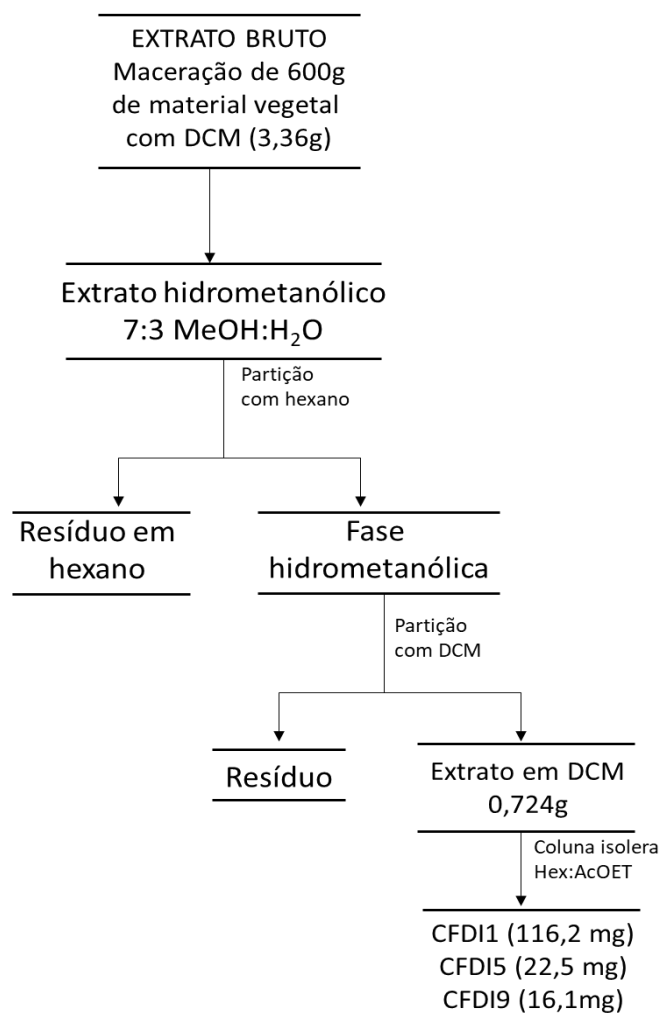 EXTRATO BRUTO
Maceração de 600g
de material vegetal
com DCM (3,36g)
Extrato hidrometanólico
7:3 MeOH:H₂O
Partição
com hexano
Resíduo em
hexano
Fase
hidrometanólica
Partição
com DCM
Resíduo
Extrato em DCM
0,724g
Coluna isolera
Hex:AcOET
CFDI1 (116,2 mg)
CFDI5 (22,5 mg)
CFDI9 (16,1mg)